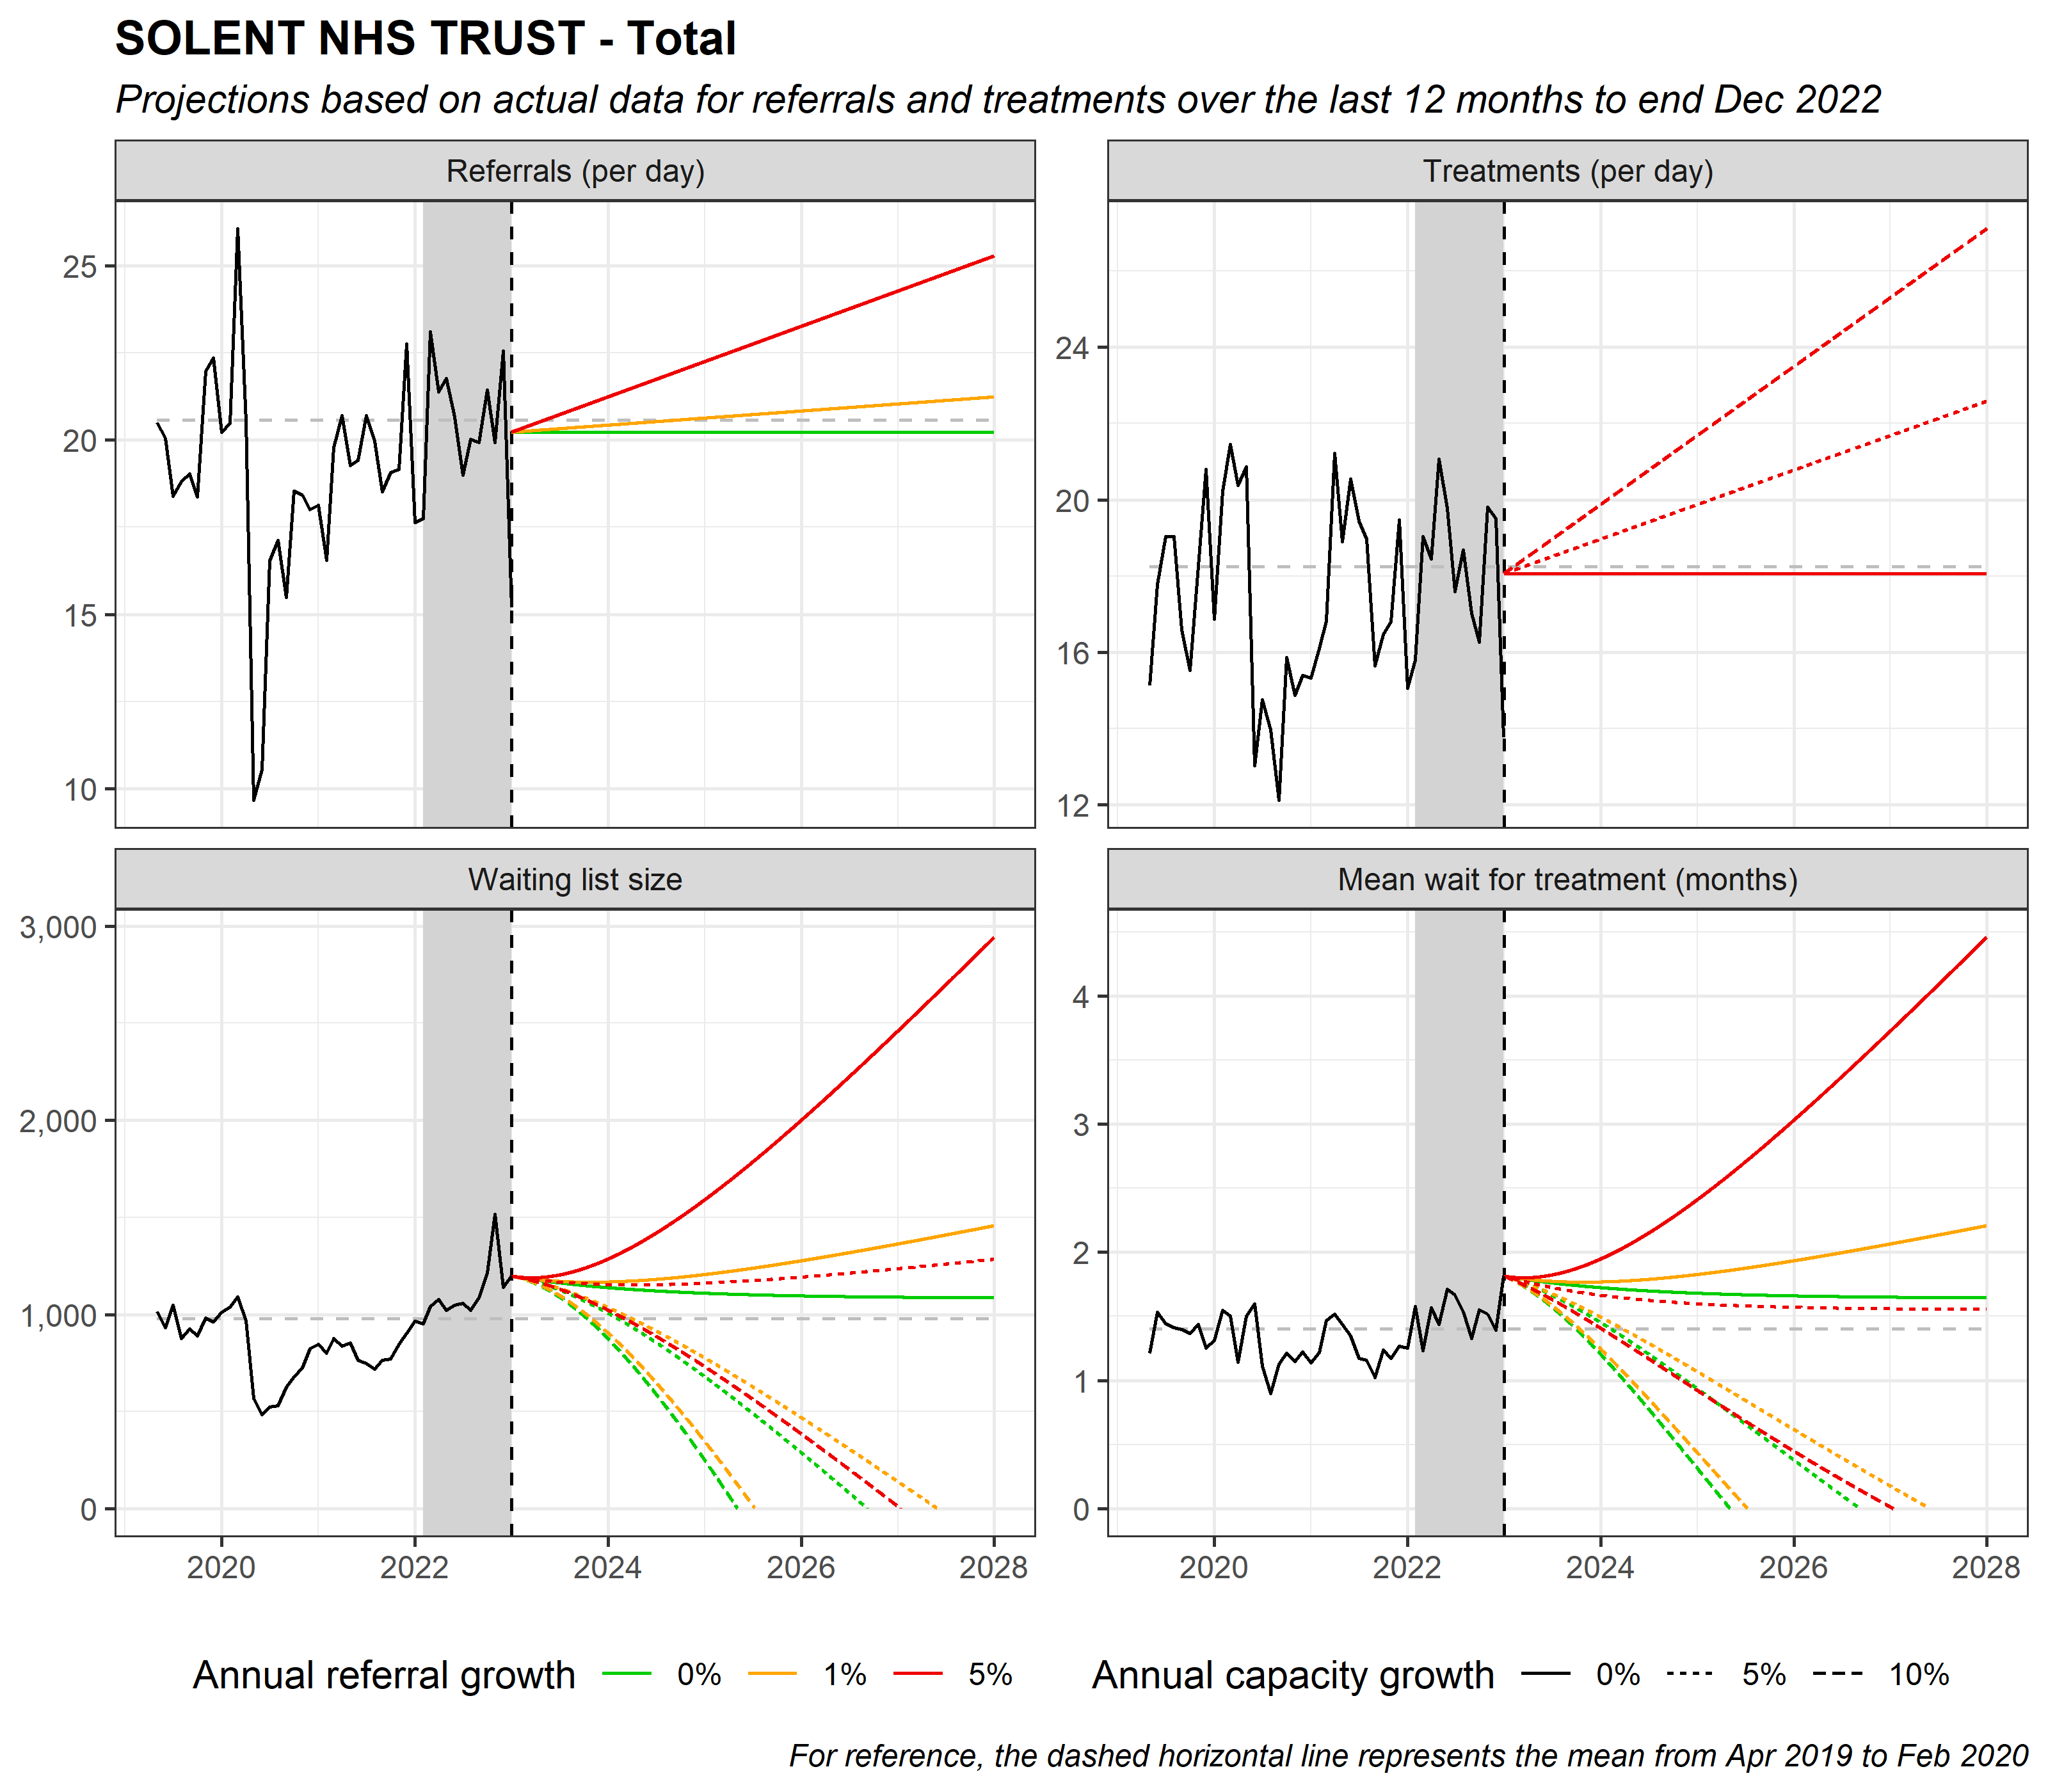 SOLENT NHS TRUST - Total
Projections based on actual data for referrals and treatments over the last 12 months to end Dec 2022
Referrals (per day)
25
20
15
10
Treatments (per day)
24
20
16
12
Waiting list size
3,000
2,000
1,000
0
2020 2022 2024 2026 2028
Mean wait for treatment (months)
4
3
2
1
0
2020 2022 2024 2026 2028
Annual referral growth 0% 1% 5%
Annual capacity growth 0% 5% 10%
For reference, the dashed horizontal line represents the mean from Apr 2019 to Feb 2020